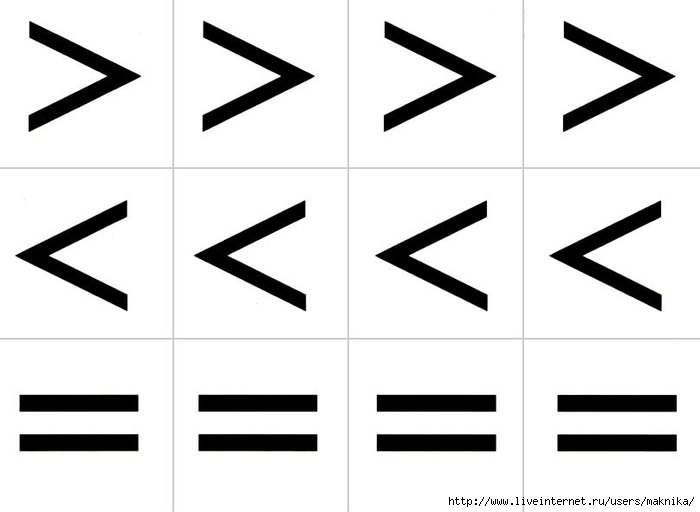 > > > >
< < < <
= = = =
http://www.liveinternet.ru/users/maknika/